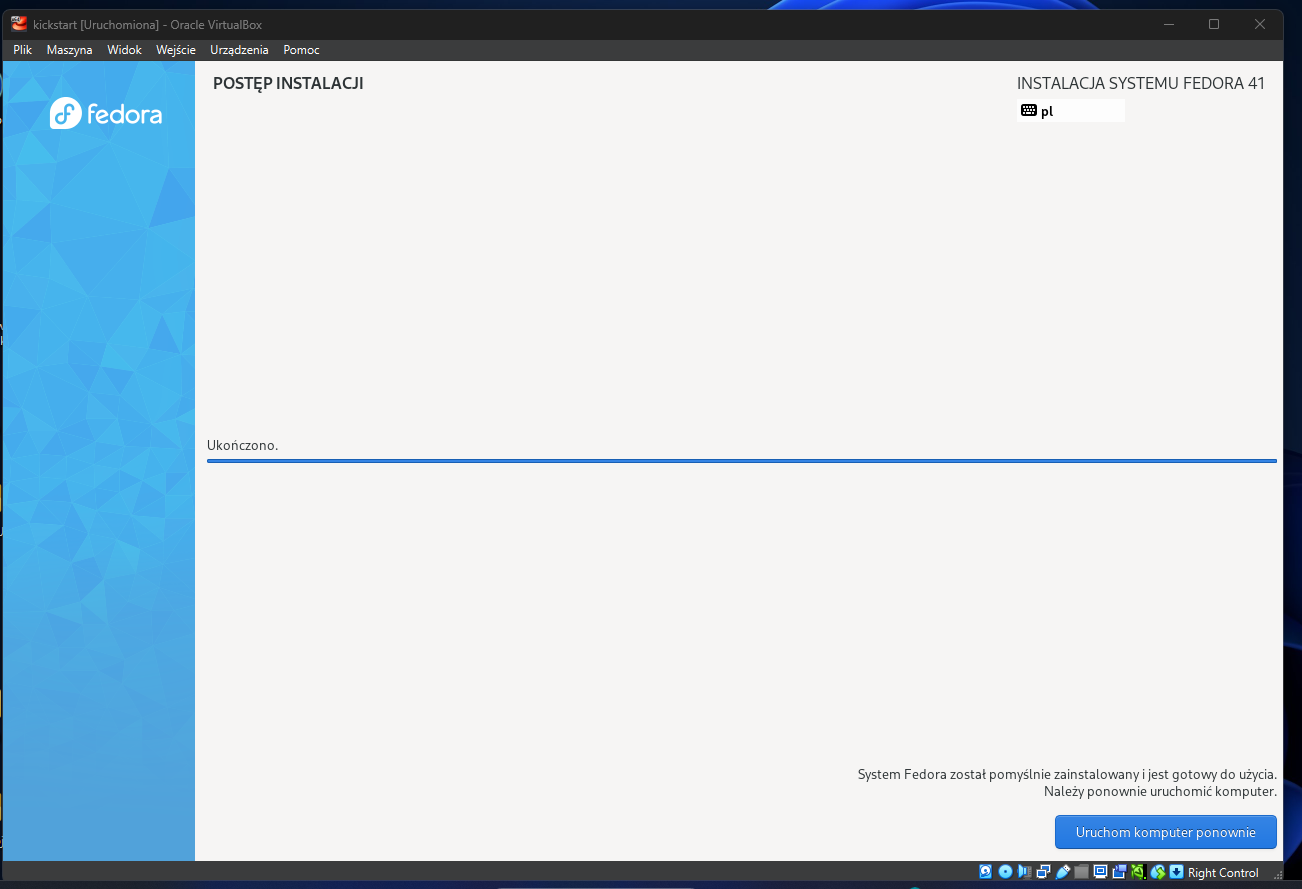 kickstart [Uruchomiona] - Oracle VirtualBox
Plik Maszyna Widok Wejście Urządzenia Pomoc
fedora
POSTĘP INSTALACJI
INSTALACJA SYSTEMU FEDORA 41
pl
Ukończono.
System Fedora został pomyślnie zainstalowany i jest gotowy do użycia.
Należy ponownie uruchomić komputer.
Uruchom komputer ponownie
Right Control